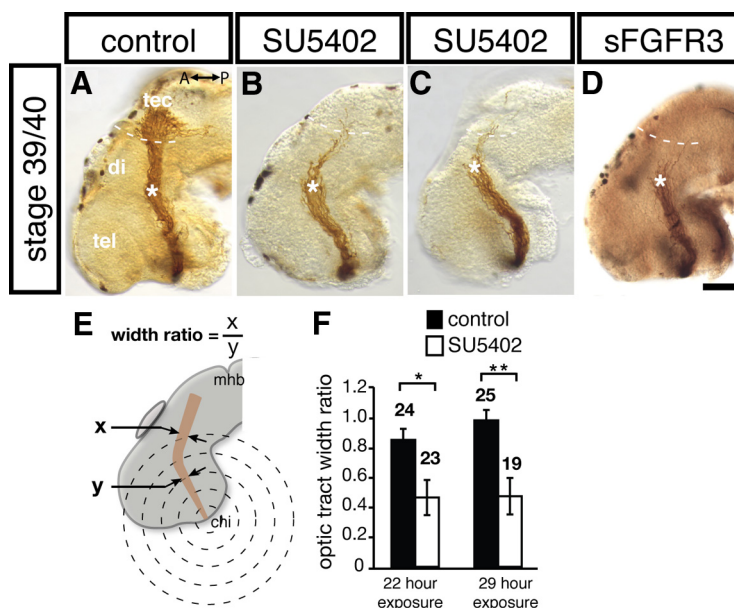 control
SU5402
SU5402
sFGFR3
stage 39/40
A
A P
tec
di
tel
B
C
D
E
width ratio = x
y
mhb
x
y
chi
F
control
SU5402
optic tract width ratio
1.2
1.0
0.8
0.6
0.4
0.2
0
*
**
24
23
25
19
22 hour
exposure
29 hour
exposure